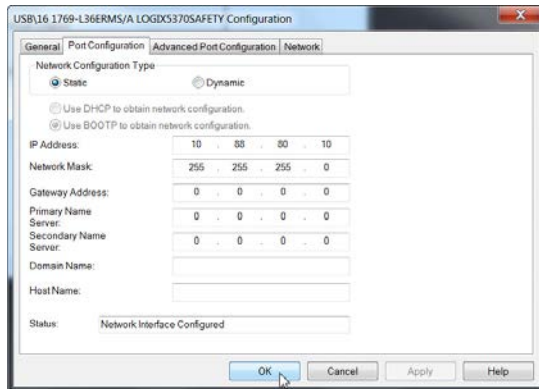 USB\16 1769-L36ERMS/A LOGIX5370SAFETY Configuration
General Port Configuration Advanced Port Configuration Network
Network Configuration Type
Static Dynamic
Use DHCP to obtain network configuration.
Use BOOTP to obtain network configuration.
IP Address: 10 . 88 . 80 . 10
Network Mask: 255 . 255 . 255 . 0
Gateway Address: 0 . 0 . 0 . 0
Primary Name
Server: 0 . 0 . 0 . 0
Secondary Name
Server: 0 . 0 . 0 . 0
Domain Name:
Host Name:
Status: Network Interface Configured
OK Cancel Apply Help